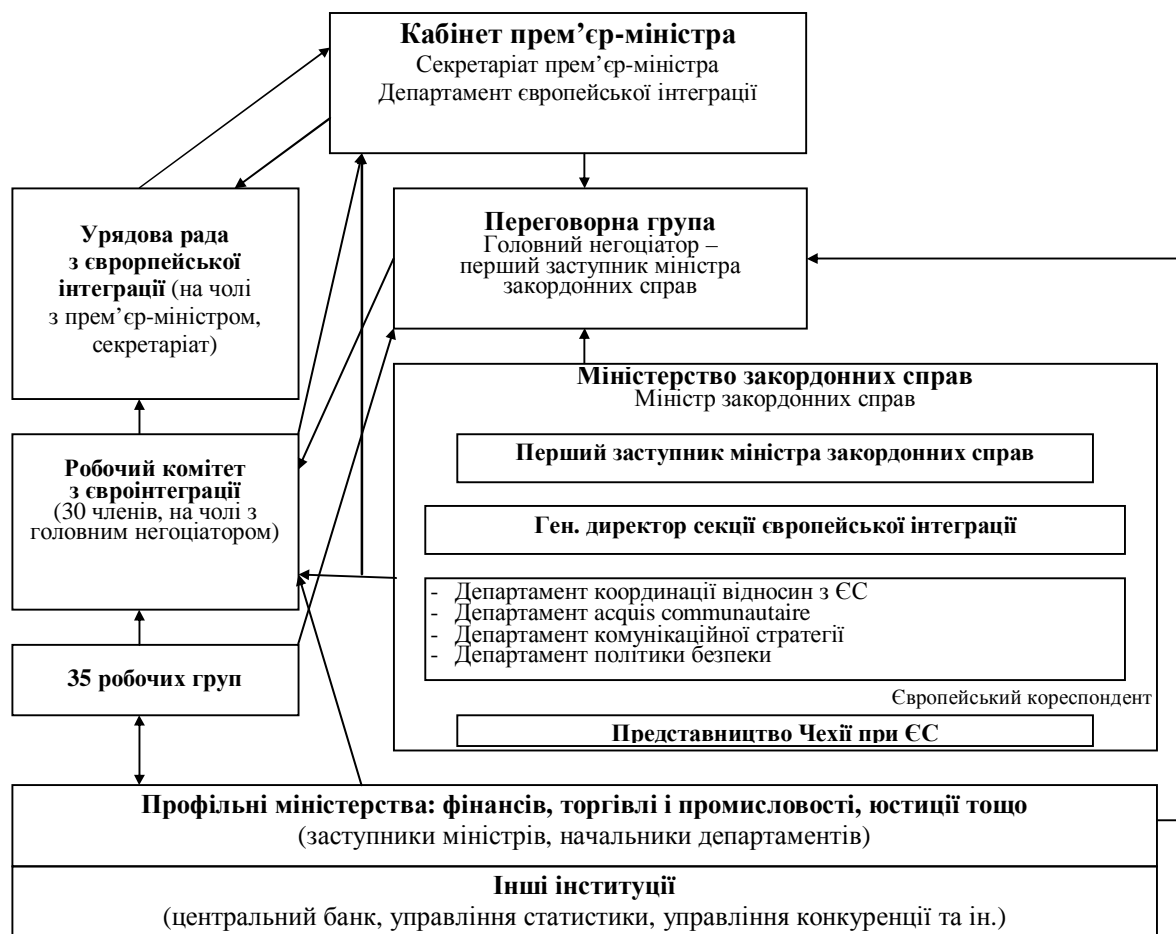 Кабінет прем’єр-міністра
Секретаріат прем’єр-міністра
Департамент європейської інтеграції
Урядова рада
з єврорпейської
інтеграції (на чолі
з прем’єр-міністром,
секретаріат)
Переговорна група
Головний негоціатор –
перший заступник міністра
закордонних справ
Робочий комітет
з євроінтеграції
(30 членів, на чолі з
головним негоціатором)
35 робочих груп
Міністерство закордонних справ
Міністр закордонних справ
Перший заступник міністра закордонних справ
Ген. директор секції європейської інтеграції
- Департамент координації відносин з ЄС
- Департамент acquis communautaire
- Департамент комунікаційної стратегії
- Департамент політики безпеки
Європейський кореспондент
Представництво Чехії при ЄС
Профільні міністерства: фінансів, торгівлі і промисловості, юстиції тощо
(заступники міністрів, начальники департаментів)
Інші інституції
(центральний банк, управління статистики, управління конкуренції та ін.)